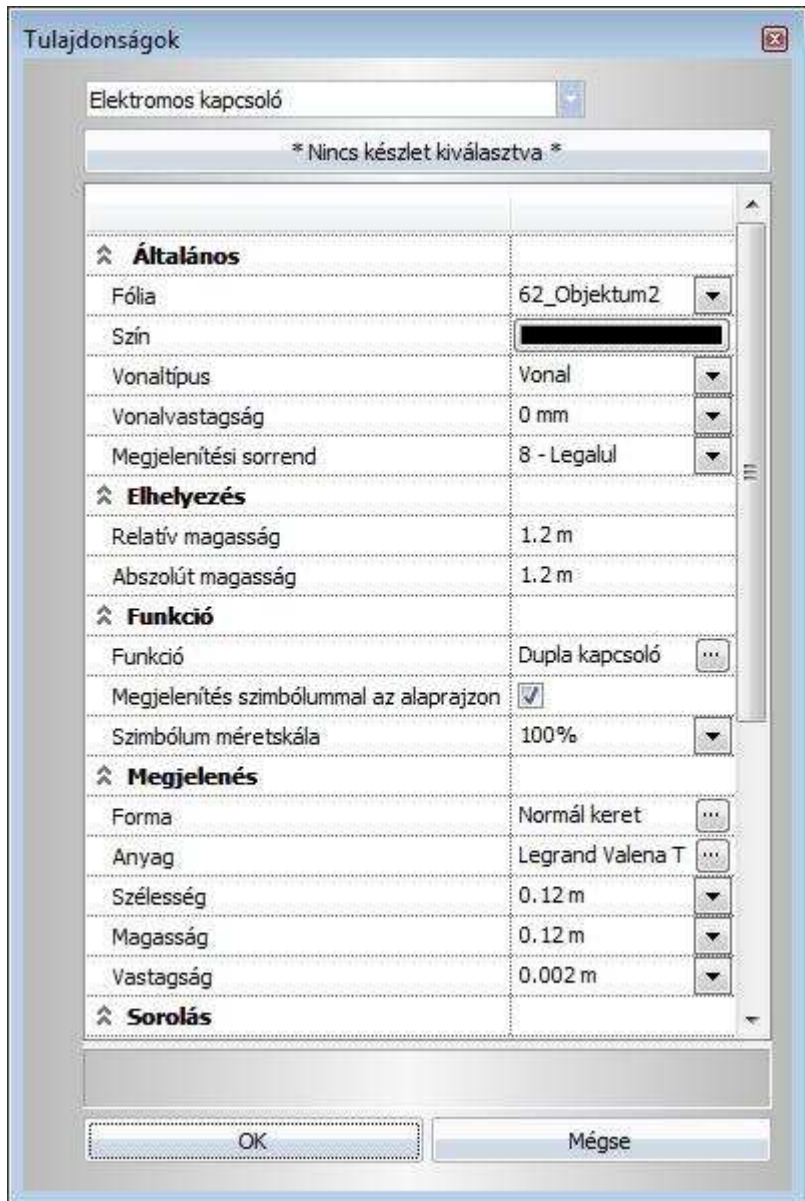 Tulajdonságok
Elektromos kapcsoló
* Nincs készlet kiválasztva *
Általános
Fólia 62_Objektum2
Szín
Vonaltípus Vonal
Vonalvastagság 0 mm
Megjelenítési sorrend 8 - Legalul
Elhelyezés
Relatív magasság 1.2 m
Abszolút magasság 1.2 m
Funkció
Funkció Dupla kapcsoló ...
Megjelenítés szimbólummal az alaprajzon
Szimbólum méretskála 100%
Megjelenés
Forma Normál keret ...
Anyag Legrand Valena T ...
Szélesség 0.12 m
Magasság 0.12 m
Vastagság 0.002 m
Sorolás
OK Mégse